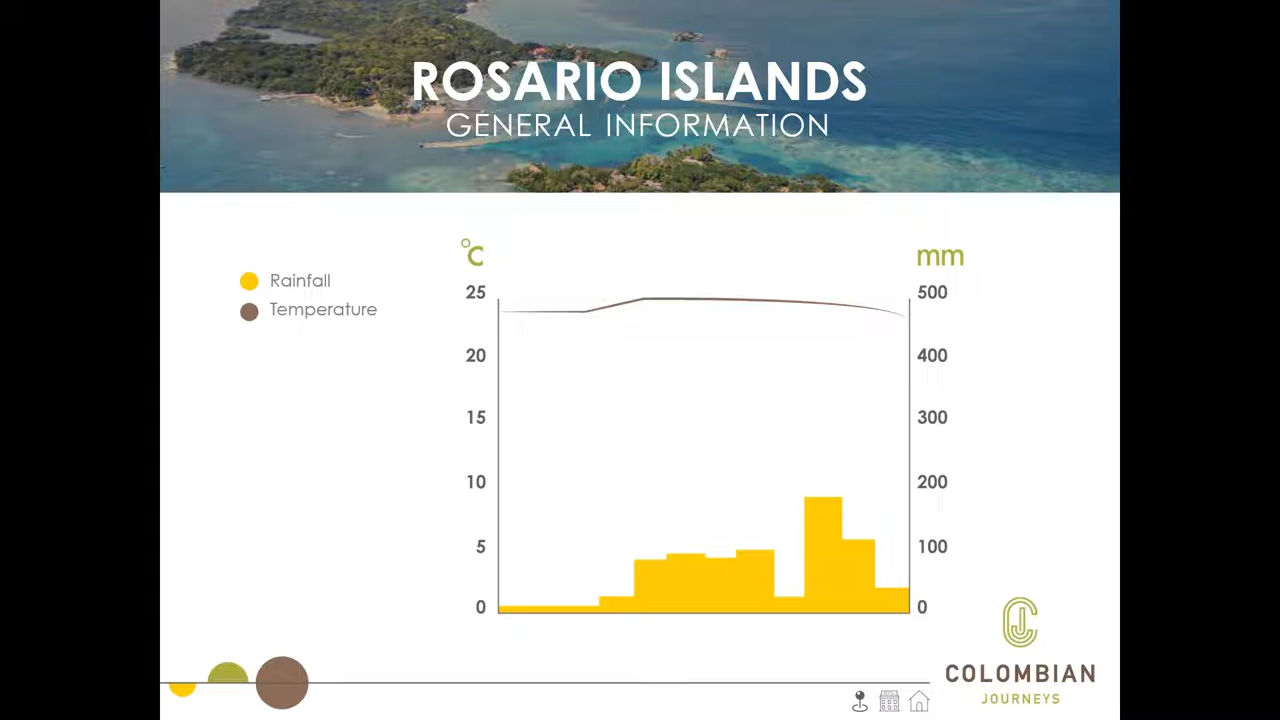 ROSARIO ISLANDS
GENERAL INFORMATION
°C
mm
Rainfall
Temperature
25
500
20
400
15
300
10
200
5
100
0
0
COLOMBIAN
JOURNEYS